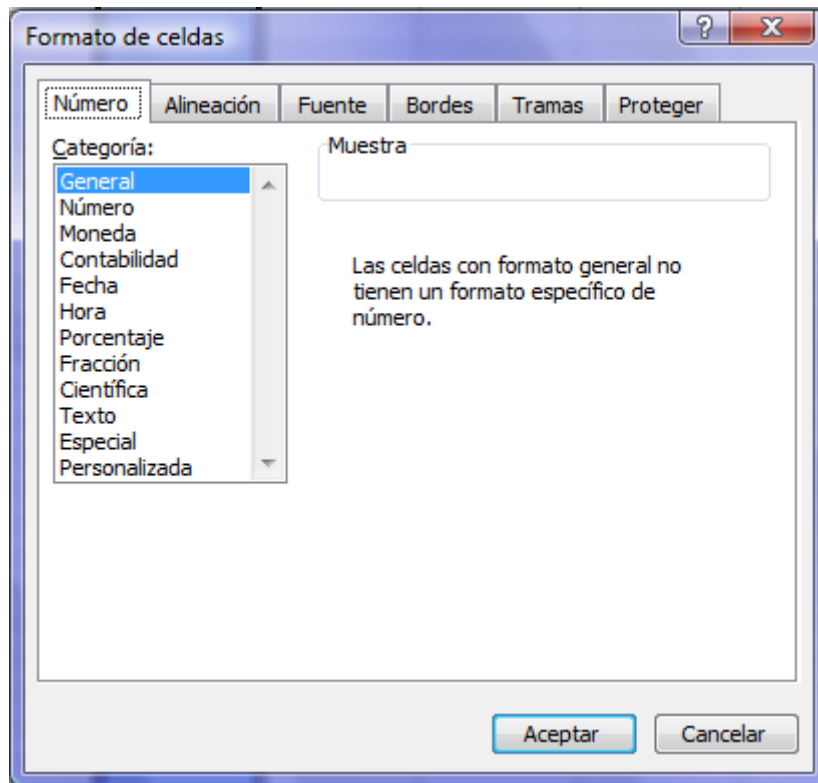 Formato de celdas
Número Alineación Fuente Bordes Tramas Proteger
Categoría:
General
Número
Moneda
Contabilidad
Fecha
Hora
Porcentaje
Fracción
Científica
Texto
Especial
Personalizada
Muestra
Las celdas con formato general no
tienen un formato específico de
número.
Aceptar Cancelar